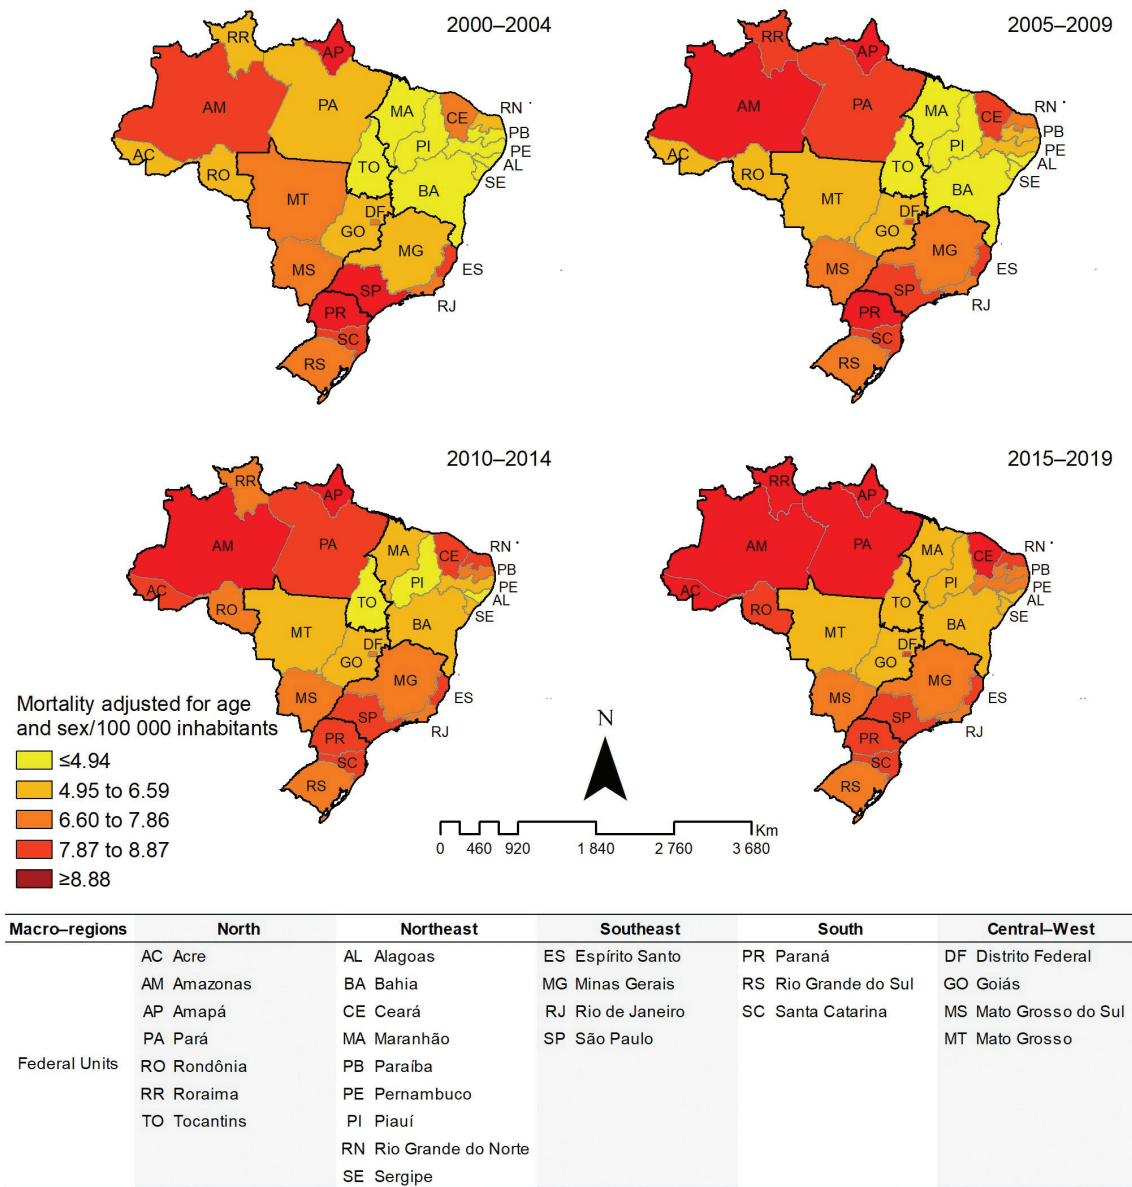 2000–2004
RR
AP
AM
PA
MA
CE
RN
PB
PE
AL
SE
PI
AC
RO
TO
BA
MT
DF
GO
MG
MS
ES
SP
RJ
PR
SC
RS
2005–2009
RR
AP
AM
PA
MA
CE
RN
PB
PE
AL
SE
PI
AC
RO
TO
BA
MT
DF
GO
MG
MS
ES
SP
RJ
PR
SC
RS
2010–2014
RR
AP
AM
PA
MA
CE
RN
PB
PE
AL
SE
PI
AC
RO
TO
BA
MT
DF
GO
MG
MS
ES
SP
RJ
PR
SC
RS
2015–2019
RR
AP
AM
PA
MA
CE
RN
PB
PE
AL
SE
PI
AC
RO
TO
BA
MT
DF
GO
MG
MS
ES
SP
RJ
PR
SC
RS
Mortality adjusted for age
and sex/100 000 inhabitants
≤4.94
4.95 to 6.59
6.60 to 7.86
7.87 to 8.87
≥8.88
N
Km
0 460 920 1 840 2 760 3 680
Macro–regions North Northeast Southeast South Central–West
AC Acre AL Alagoas ES Espírito Santo PR Paraná DF Distrito Federal
AM Amazonas BA Bahia MG Minas Gerais RS Rio Grande do Sul GO Goiás
AP Amapá CE Ceará RJ Rio de Janeiro SC Santa Catarina MS Mato Grosso do Sul
PA Pará MA Maranhão SP São Paulo MT Mato Grosso
Federal Units RO Rondônia PB Paraíba
RR Roraima PE Pernambuco
TO Tocantins PI Piauí
RN Rio Grande do Norte
SE Sergipe